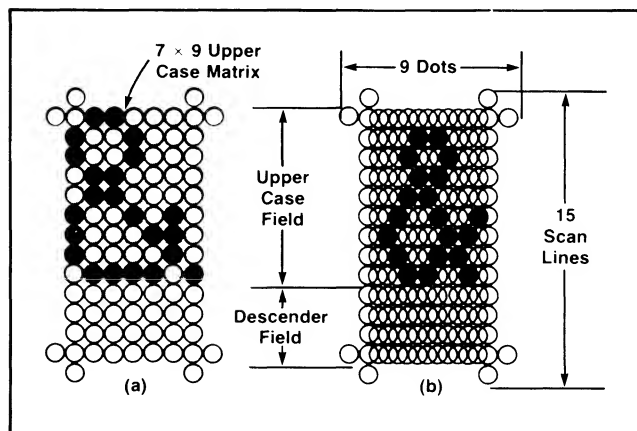 7 × 9 Upper
Case Matrix
9 Dots
Upper
Case
Field
15
Scan
Lines
Descender
Field
(a)
(b)